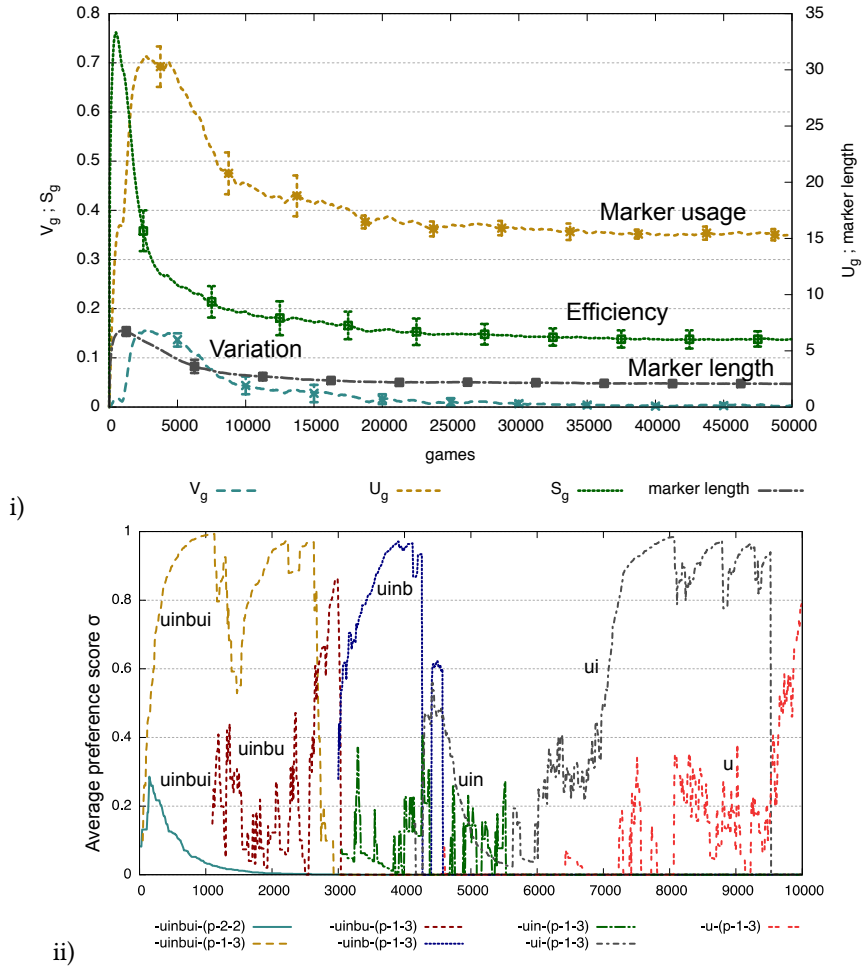 0.8
0.7
0.6
0.5
0.4
0.3
0.2
0.1
0
V_g ; S_g
35
30
25
20
15
10
5
0
U_g ; marker length
Marker usage
Efficiency
Variation
Marker length
0 5000 10000 15000 20000 25000 30000 35000 40000 45000 50000
games
V_g U_g S_g marker length
i)
1
0.8
0.6
0.4
0.2
0
Average preference score σ
uinbui
uinbui
uinbu
uinb
uin
ui
u
0 1000 2000 3000 4000 5000 6000 7000 8000 9000 10000
-uinbui-(p-2-2) -uinbu-(p-1-3) -uin-(p-1-3) -u-(p-1-3)
-uinbui-(p-1-3) -uinb-(p-1-3) -ui-(p-1-3)
ii)